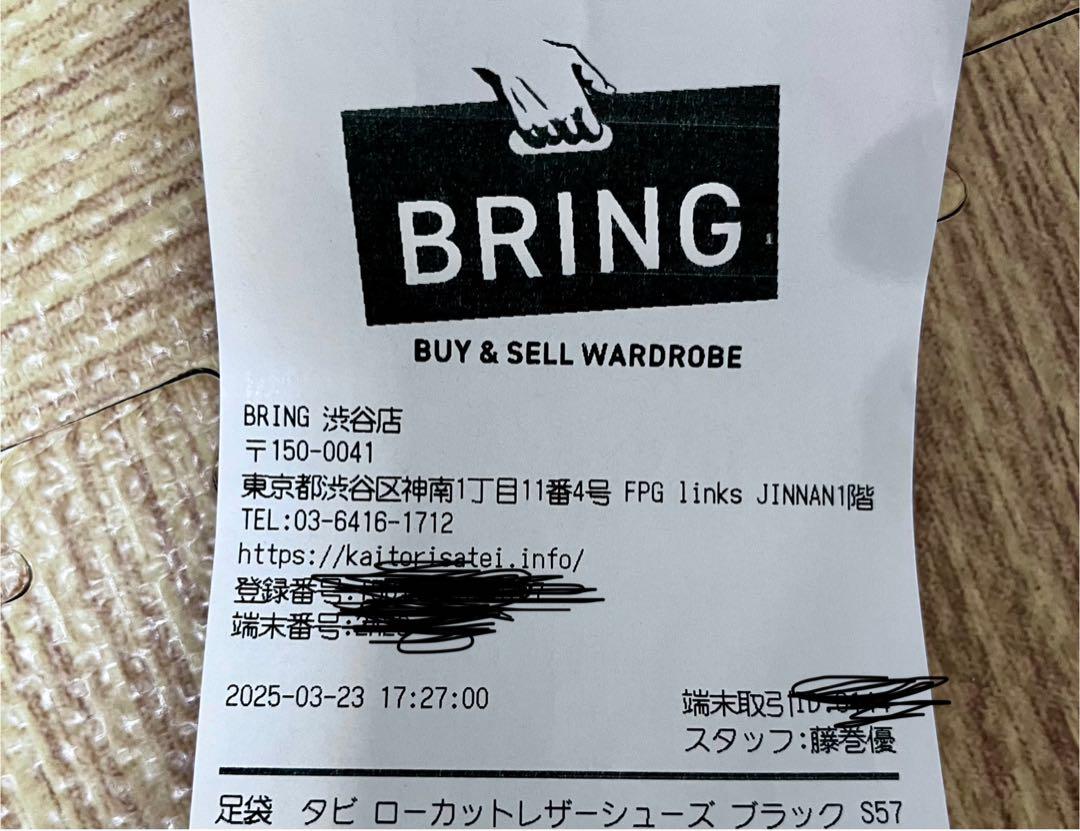 BRING
BUY & SELL WARDROBE
BRING 渋谷店
〒150-0041
東京都渋谷区神南1丁目11番4号 FPG links JINNAN1階
TEL:03-6416-1712
https://kaitorisatei.info/
登録番号:
端末番号:
2025-03-23 17:27:00
端末取引ID:
スタッフ:藤巻優
足袋 タビ ローカットレザーシューズ ブラック S57